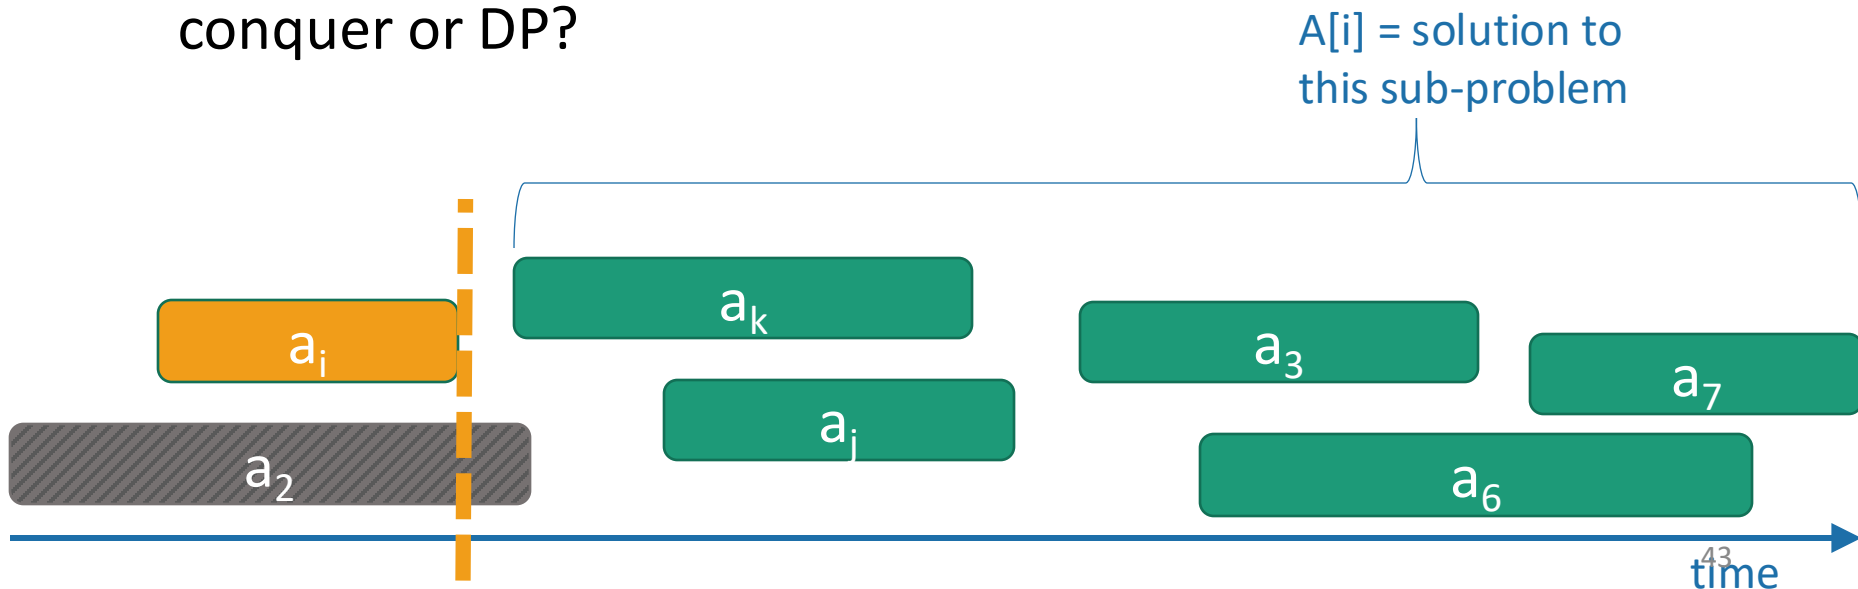 conquer or DP?
A[i] = solution to
this sub-problem
aₖ
aᵢ
a₃
a₇
aⱼ
a₂
a₆
43
time